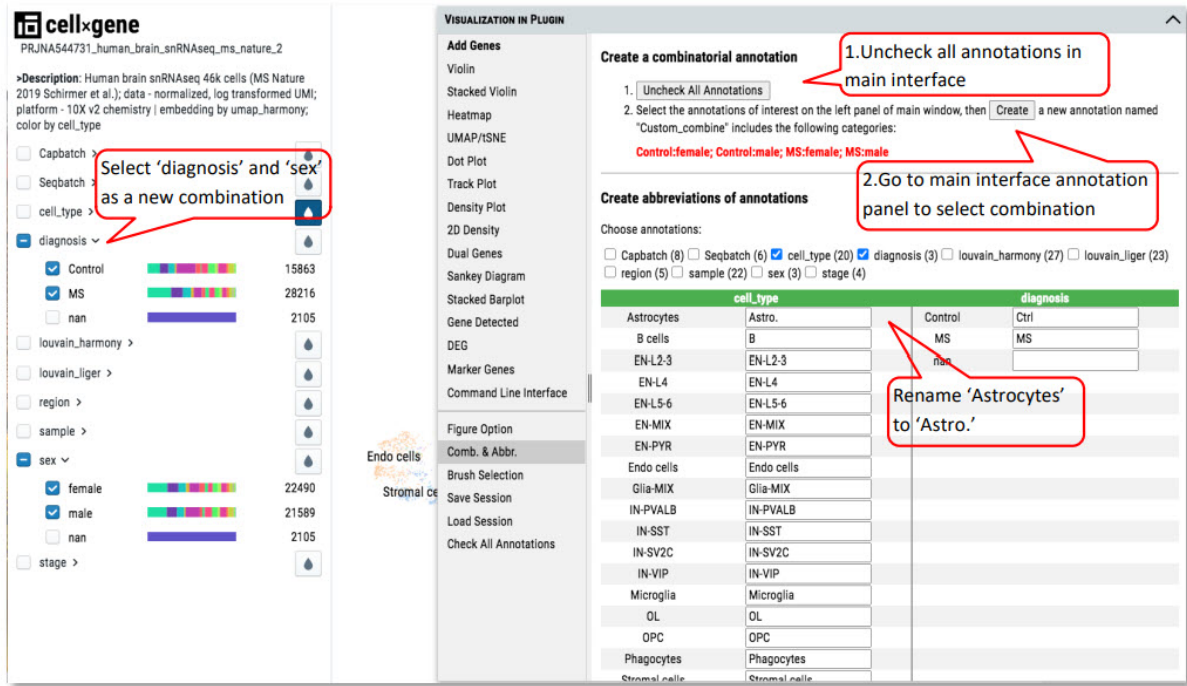 cell×gene
PRJNA544731_human_brain_snRNAseq_ms_nature_2
>Description: Human brain snRNAseq 46k cells (MS Nature
2019 Schirmer et al.); data - normalized, log transformed UMI;
platform - 10X v2 chemistry | embedding by umap_harmony;
color by cell_type
Capbatch >
Seqbatch >
cell_type >
Select ‘diagnosis’ and ‘sex’
as a new combination
diagnosis
Control 15863
MS 28216
nan 2105
louvain_harmony >
louvain_liger >
region >
sample >
sex
female 22490
male 21589
nan 2105
stage >
Endo cells
Stromal ce
VISUALIZATION IN PLUGIN
Add Genes
Violin
Stacked Violin
Heatmap
UMAP/tSNE
Dot Plot
Track Plot
Density Plot
2D Density
Dual Genes
Sankey Diagram
Stacked Barplot
Gene Detected
DEG
Marker Genes
Command Line Interface
Figure Option
Comb. & Abbr.
Brush Selection
Save Session
Load Session
Check All Annotations
Create a combinatorial annotation
1.Uncheck all annotations in
main interface
1. Uncheck All Annotations
2. Select the annotations of interest on the left panel of main window, then Create a new annotation named
"Custom_combine" includes the following categories:
Control:female; Control:male; MS:female; MS:male
2.Go to main interface annotation
panel to select combination
Create abbreviations of annotations
Choose annotations:
Capbatch (8) Seqbatch (6) cell_type (20) diagnosis (3) louvain_harmony (27) louvain_liger (23)
region (5) sample (22) sex (3) stage (4)
cell_type diagnosis
Astrocytes Astro. Control Ctrl
B cells B MS MS
EN-L2-3 EN-L2-3 nan
EN-L4 EN-L4
EN-L5-6 EN-L5-6
EN-MIX EN-MIX
EN-PYR EN-PYR
Rename ‘Astrocytes’
to ‘Astro.’
Endo cells Endo cells
Glia-MIX Glia-MIX
IN-PVALB IN-PVALB
IN-SST IN-SST
IN-SV2C IN-SV2C
IN-VIP IN-VIP
Microglia Microglia
OL OL
OPC OPC
Phagocytes Phagocytes
Stromal cells Stromal cells